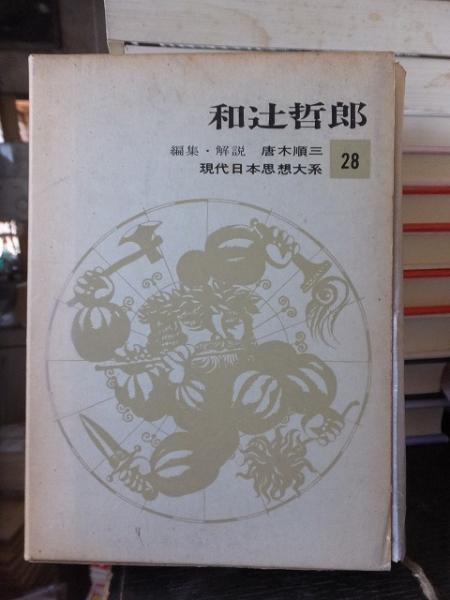 和辻哲郎
編集・解説 唐木順三
現代日本思想大系 28